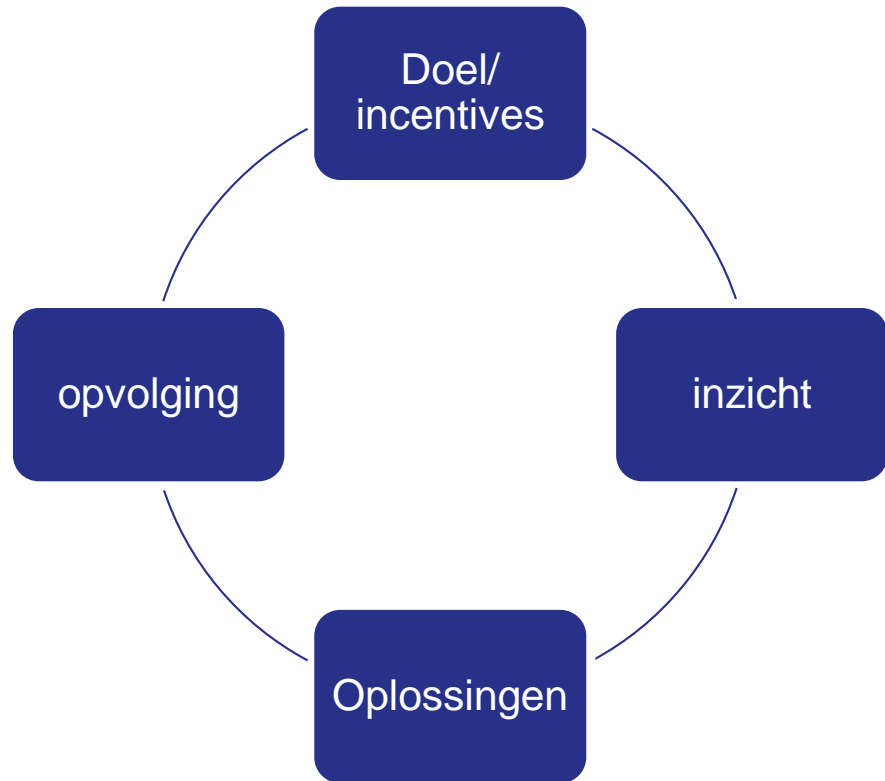 Doel/
incentives
opvolging
inzicht
Oplossingen